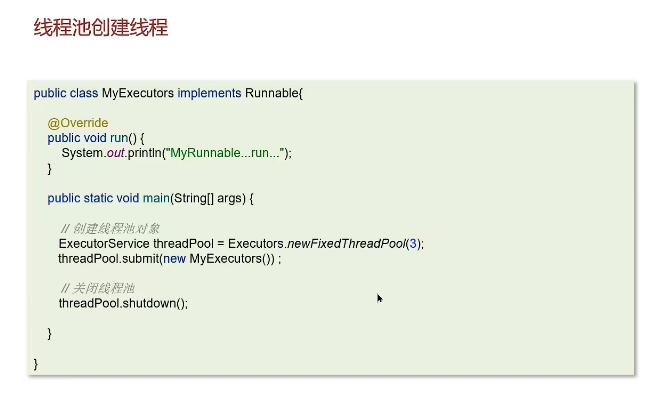 线程池创建线程
public class MyExecutors implements Runnable{
@Override
public void run() {
System.out.println("MyRunnable...run...");
}
public static void main(String[] args) {
// 创建线程池对象
ExecutorService threadPool = Executors.newFixedThreadPool(3);
threadPool.submit(new MyExecutors()) ;
// 关闭线程池
threadPool.shutdown();
}
}